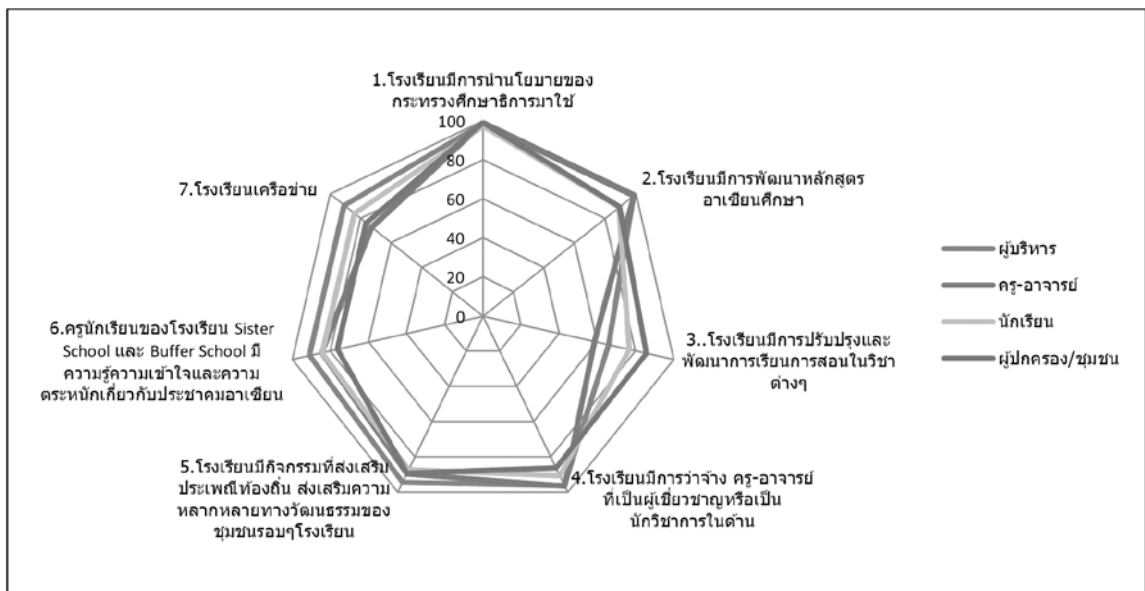 1.โรงเรียนมีการนำนโยบายของ
กระทรวงศึกษาธิการมาใช้
100
80
60
40
20
0
2.โรงเรียนมีการพัฒนาหลักสูตร
อาเซียนศึกษา
3..โรงเรียนมีการปรับปรุงและ
พัฒนาการเรียนการสอนในวิชา
ต่างๆ
4.โรงเรียนมีการว่าจ้าง ครู-อาจารย์
ที่เป็นผู้เชี่ยวชาญหรือเป็น
นักวิชาการในด้าน
5.โรงเรียนมีกิจกรรมที่ส่งเสริม
ประเพณีท้องถิ่น ส่งเสริมความ
หลากหลายทางวัฒนธรรมของ
ชุมชนรอบๆโรงเรียน
6.ครูนักเรียนของโรงเรียน Sister
School และ Buffer School มี
ความรู้ความเข้าใจและความ
ตระหนักเกี่ยวกับประชาคมอาเซียน
7.โรงเรียนเครือข่าย
ผู้บริหาร
ครู-อาจารย์
นักเรียน
ผู้ปกครอง/ชุมชน